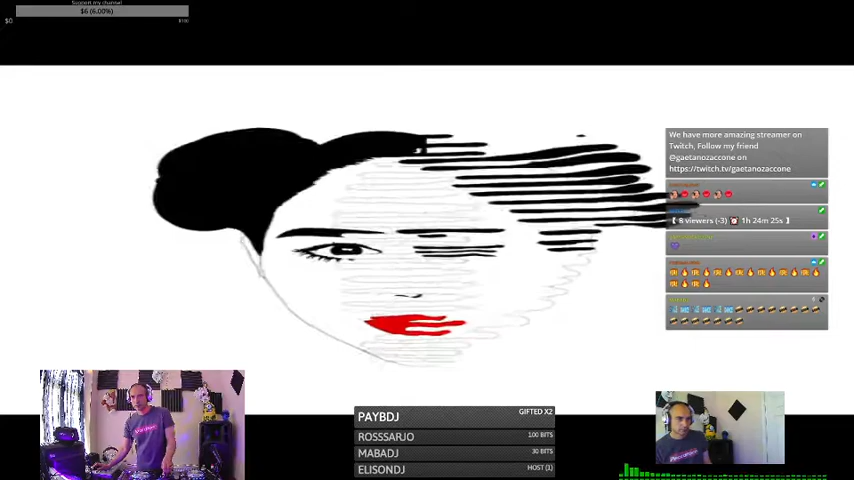 Support my channel
$6 (6.00%)
$0
$100
We have more amazing streamer on
Twitch, Follow my friend
@gaetanozaccone on
https://twitch.tv/gaetanozaccone
【 8 viewers (-3) 1h 24m 25s 】
PAYBDJ
GIFTED X2
ROSSSARJO
100 BITS
MABADJ
30 BITS
ELISONDJ
HOST (1)